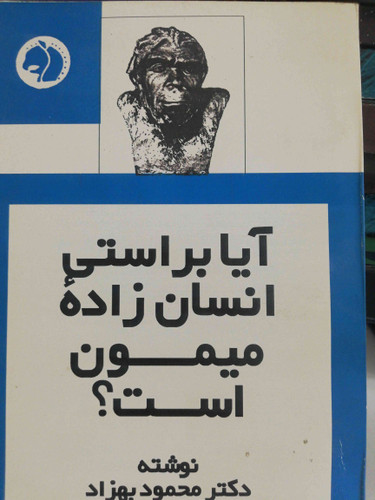 آیا براستی
انسان زادهٔ
میمون
است؟
نوشته
دکتر محمود بهزاد